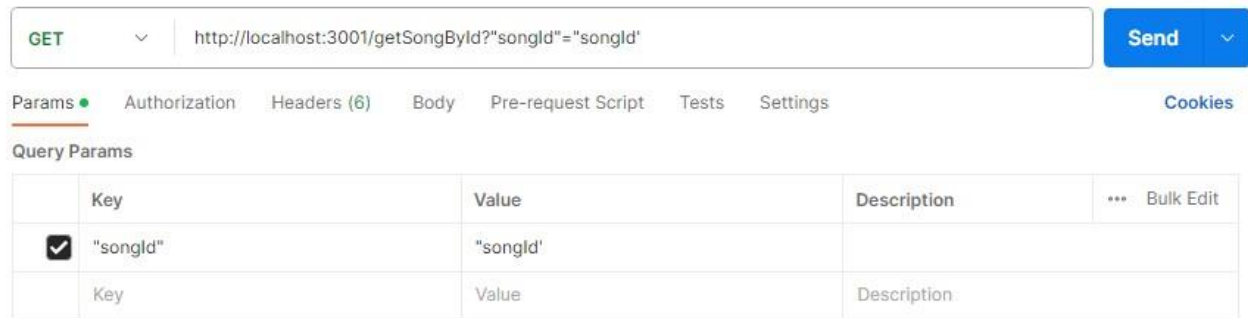 GET http://localhost:3001/getSongById?"songId"="songId' Send
Params Authorization Headers (6) Body Pre-request Script Tests Settings Cookies
Query Params
Key Value Description ••• Bulk Edit
"songId" "songId'
Key Value Description